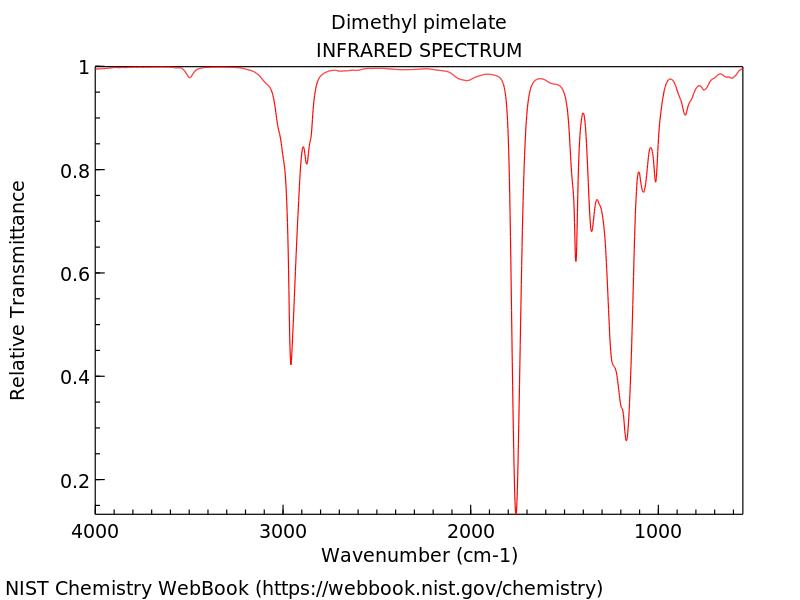 Dimethyl pimelate
INFRARED SPECTRUM
1
0.8
0.6
0.4
0.2
Relative Transmittance
4000 3000 2000 1000
Wavenumber (cm-1)
NIST Chemistry WebBook (https://webbook.nist.gov/chemistry)